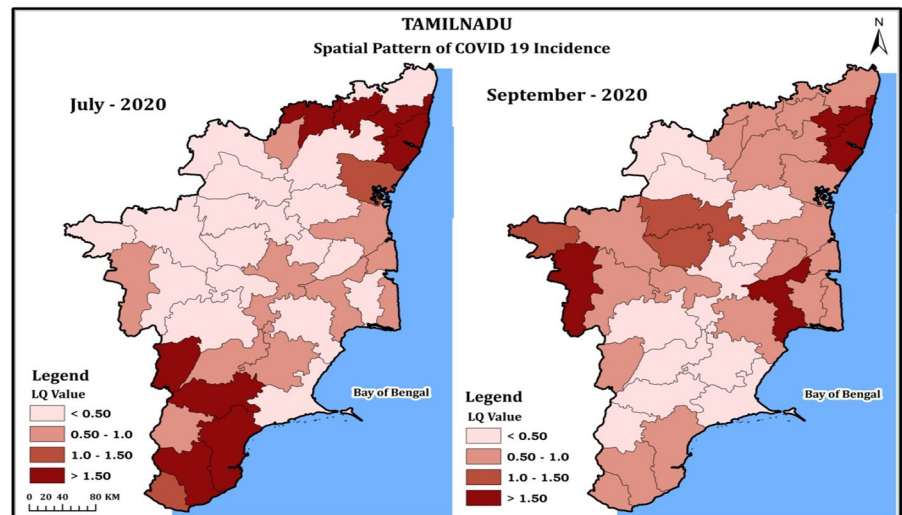 TAMILNADU
Spatial Pattern of COVID 19 Incidence
N
July - 2020
September - 2020
Bay of Bengal
Bay of Bengal
Legend
LQ Value
< 0.50
0.50 - 1.0
1.0 - 1.50
> 1.50
0 20 40 80 KM
Legend
LQ Value
< 0.50
0.50 - 1.0
1.0 - 1.50
> 1.50